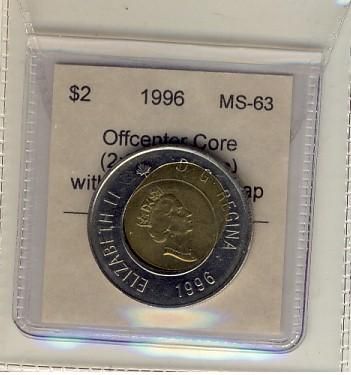 $2 1996 MS-63
Offcenter Core
with
ELIZABETH II D·G·REGINA
1996